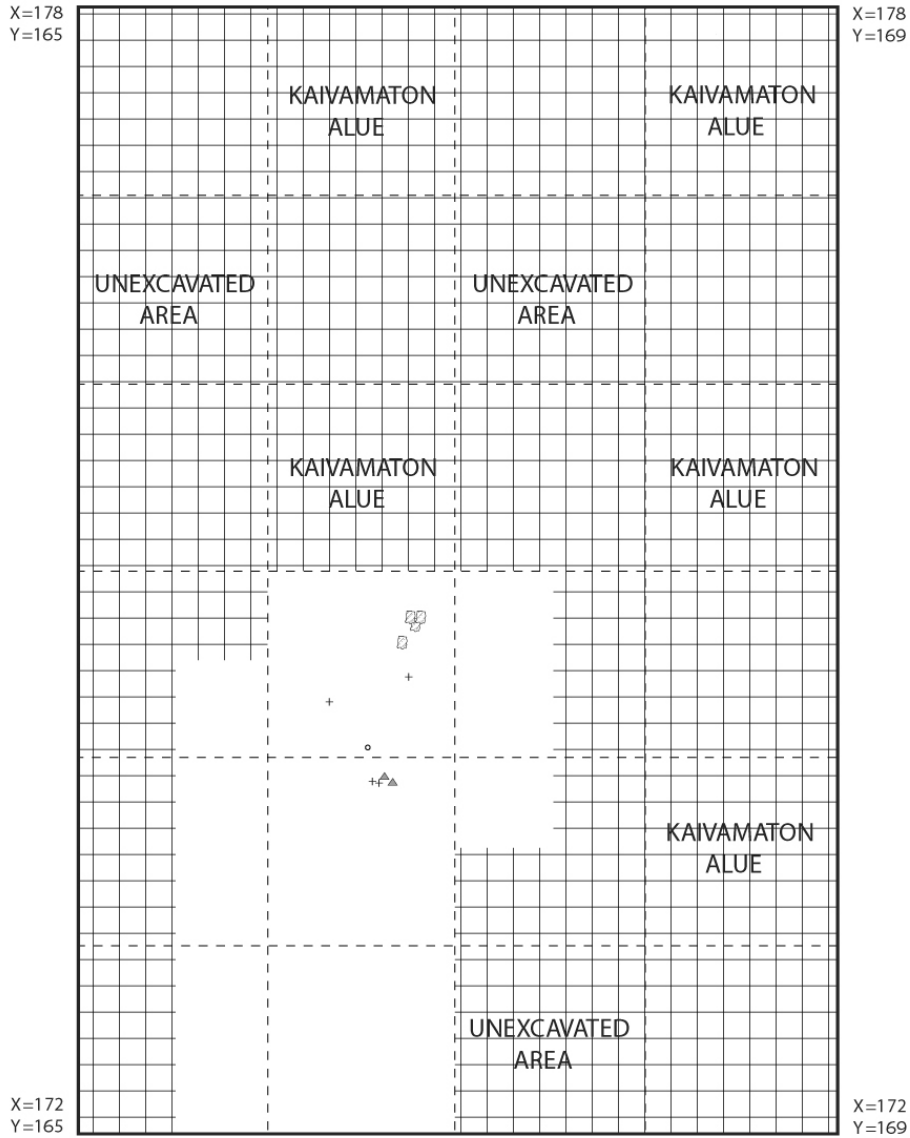 X=178
Y=165
X=178
Y=169
KAIVAMATON
ALUE
KAIVAMATON
ALUE
UNEXCAVATED
AREA
UNEXCAVATED
AREA
KAIVAMATON
ALUE
KAIVAMATON
ALUE
KAIVAMATON
ALUE
UNEXCAVATED
AREA
X=172
Y=165
X=172
Y=169